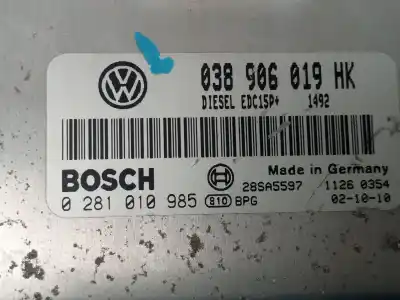 038 906 019 HK
DIESEL EDC15P+ 1492
BOSCH Made in Germany
28SA5597 1126 0354
0 281 010 985 810 BPG 02-10-10